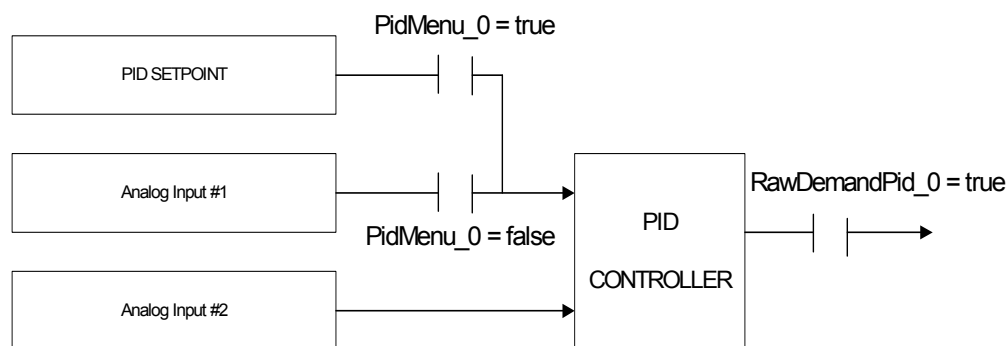 PidMenu_0 = true
PID SETPOINT
Analog Input #1
PidMenu_0 = false
PID
CONTROLLER
RawDemandPid_0 = true
Analog Input #2